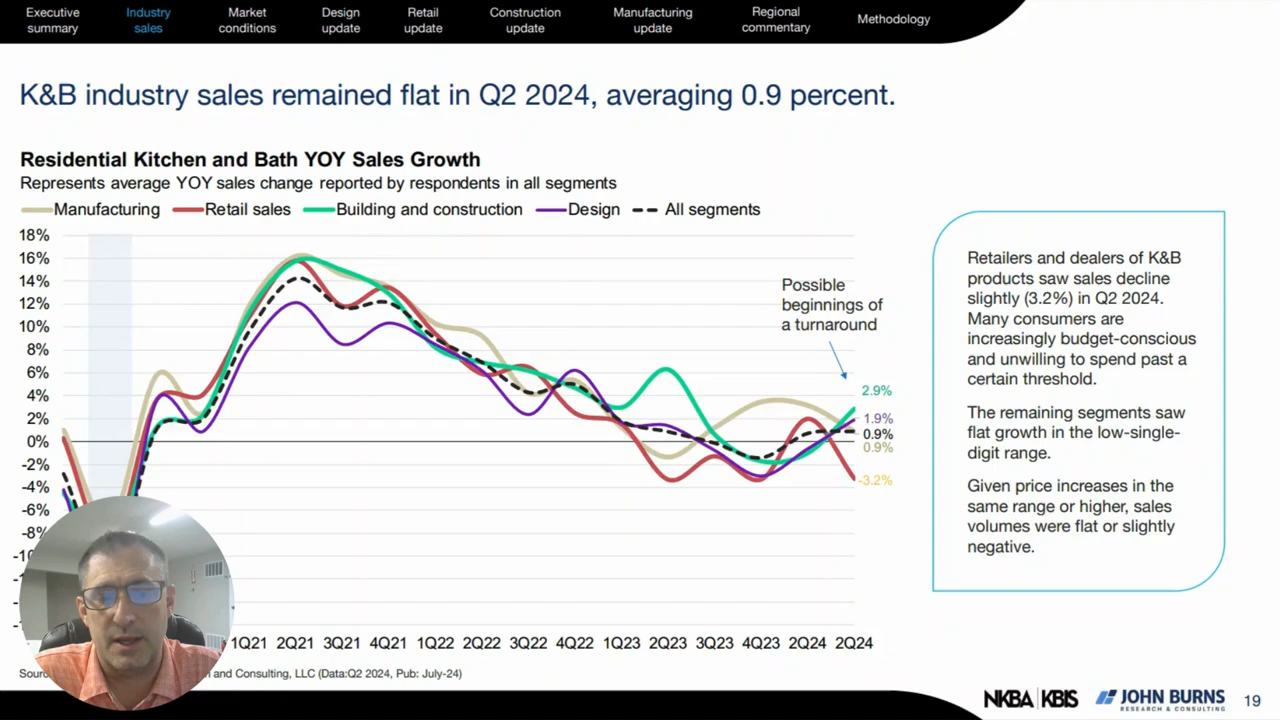 Executive summary
Industry sales
Market conditions
Design update
Retail update
Construction update
Manufacturing update
Regional commentary
Methodology
K&B industry sales remained flat in Q2 2024, averaging 0.9 percent.
Residential Kitchen and Bath YOY Sales Growth
Represents average YOY sales change reported by respondents in all segments
Manufacturing Retail sales Building and construction Design All segments
18%
16%
14%
12%
10%
8%
6%
4%
2%
0%
-2%
-4%
-6%
-8%
Possible
beginnings of
a turnaround
2.9%
1.9%
0.9%
0.9%
-3.2%
1Q21 2Q21 3Q21 4Q21 1Q22 2Q22 3Q22 4Q22 1Q23 2Q23 3Q23 4Q23 2Q24 2Q24
and Consulting, LLC (Data:Q2 2024, Pub: July-24)
Retailers and dealers of K&B
products saw sales decline
slightly (3.2%) in Q2 2024.
Many consumers are
increasingly budget-conscious
and unwilling to spend past a
certain threshold.
The remaining segments saw
flat growth in the low-single-
digit range.
Given price increases in the
same range or higher, sales
volumes were flat or slightly
negative.
NKBA | KBIS
JOHN BURNS
RESEARCH & CONSULTING
19